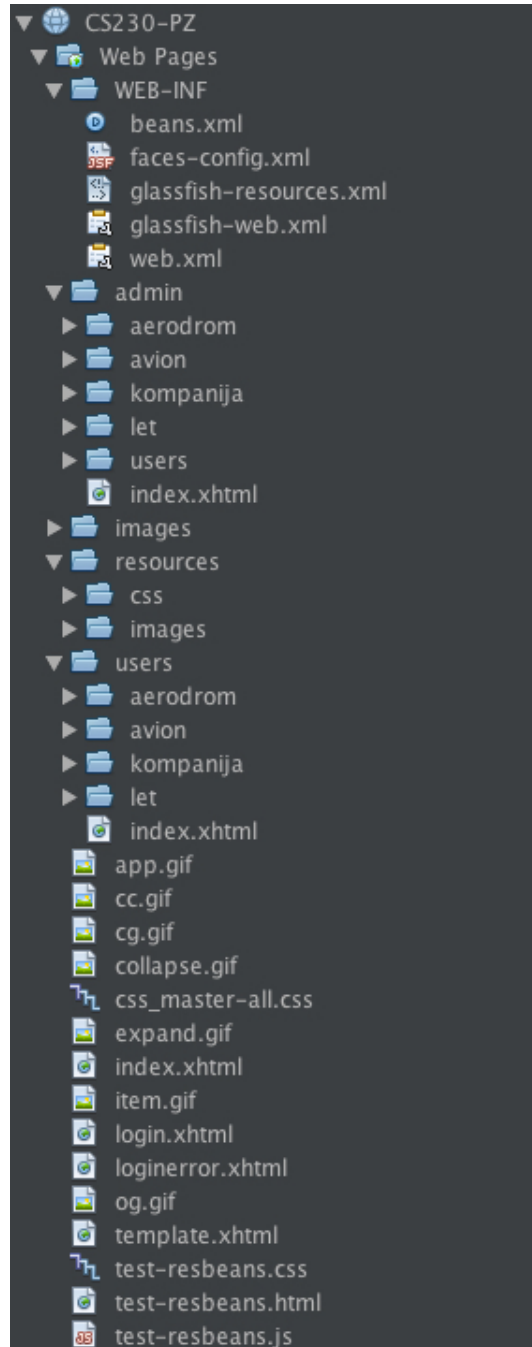 CS230-PZ
Web Pages
WEB-INF
beans.xml
faces-config.xml
glassfish-resources.xml
glassfish-web.xml
web.xml
admin
aerodrom
avion
kompanija
let
users
index.xhtml
images
resources
css
images
users
aerodrom
avion
kompanija
let
index.xhtml
app.gif
cc.gif
cg.gif
collapse.gif
css_master-all.css
expand.gif
index.xhtml
item.gif
login.xhtml
loginerror.xhtml
og.gif
template.xhtml
test-resbeans.css
test-resbeans.html
test-resbeans.js